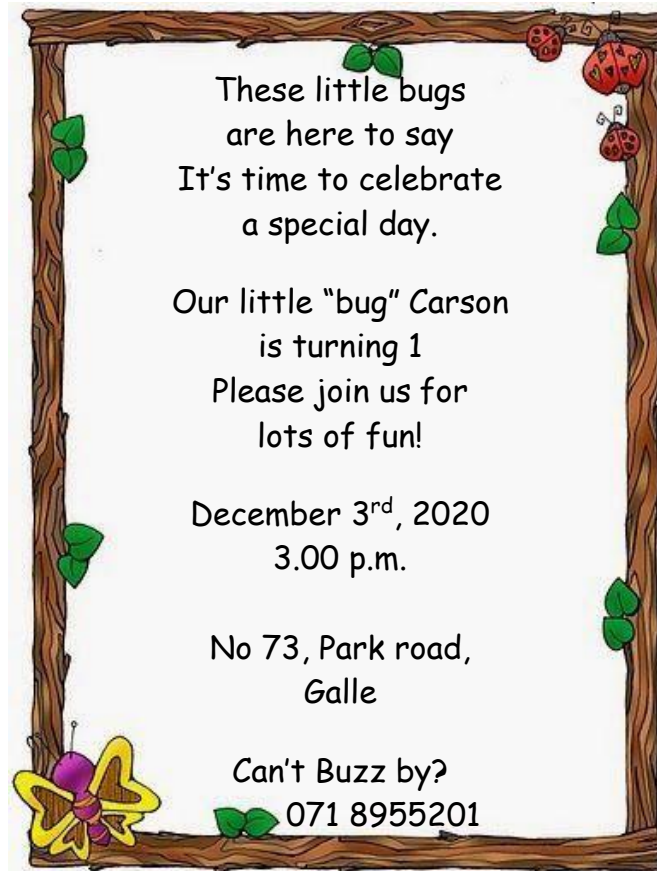 These little bugs
are here to say
It's time to celebrate
a special day.
Our little “bug” Carson
is turning 1
Please join us for
lots of fun!
December 3rd, 2020
3.00 p.m.
No 73, Park road,
Galle
Can't Buzz by?
071 8955201